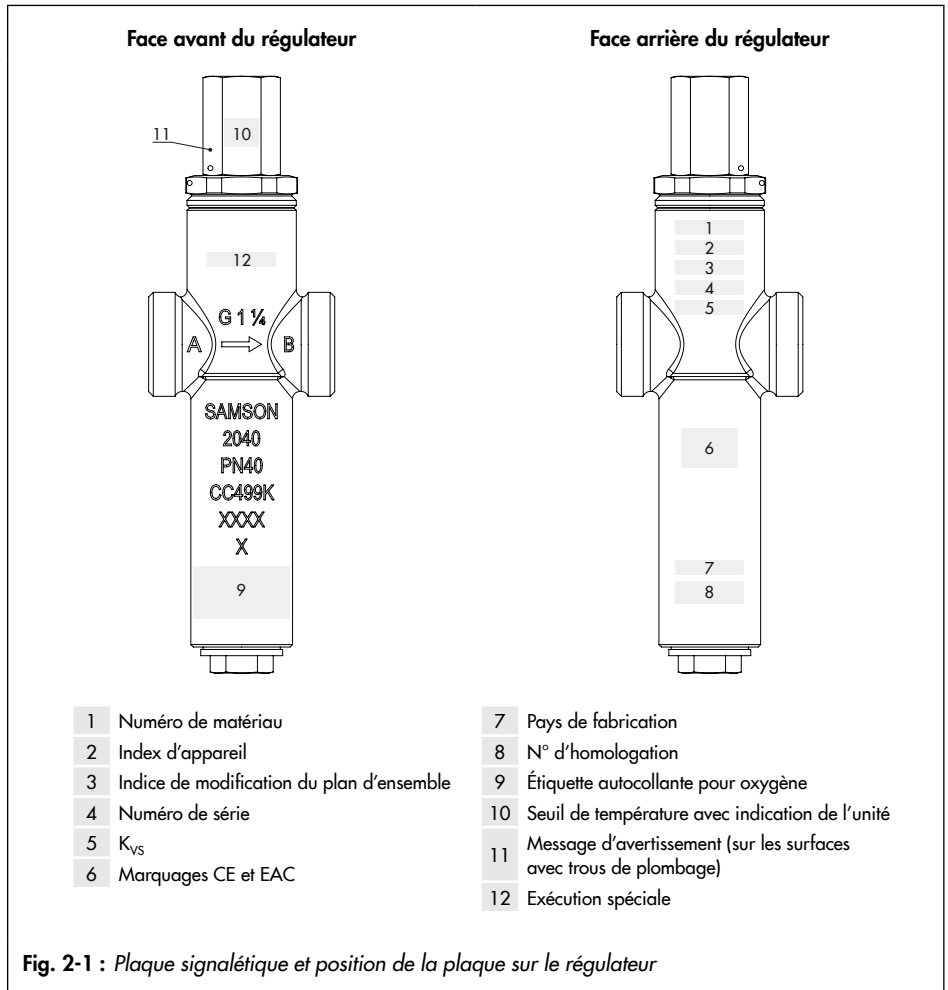 Face avant du régulateur
Face arrière du régulateur
11
10
12
G 1 ¼
A
B
SAMSON
2040
PN40
CC499K
XXXX
X
9
1
2
3
4
5
6
7
8
1 Numéro de matériau
2 Index d'appareil
3 Indice de modification du plan d'ensemble
4 Numéro de série
5 KVS
6 Marquages CE et EAC
7 Pays de fabrication
8 N° d'homologation
9 Étiquette autocollante pour oxygène
10 Seuil de température avec indication de l'unité
11 Message d'avertissement (sur les surfaces
avec trous de plombage)
12 Exécution spéciale
Fig. 2-1 : Plaque signalétique et position de la plaque sur le régulateur